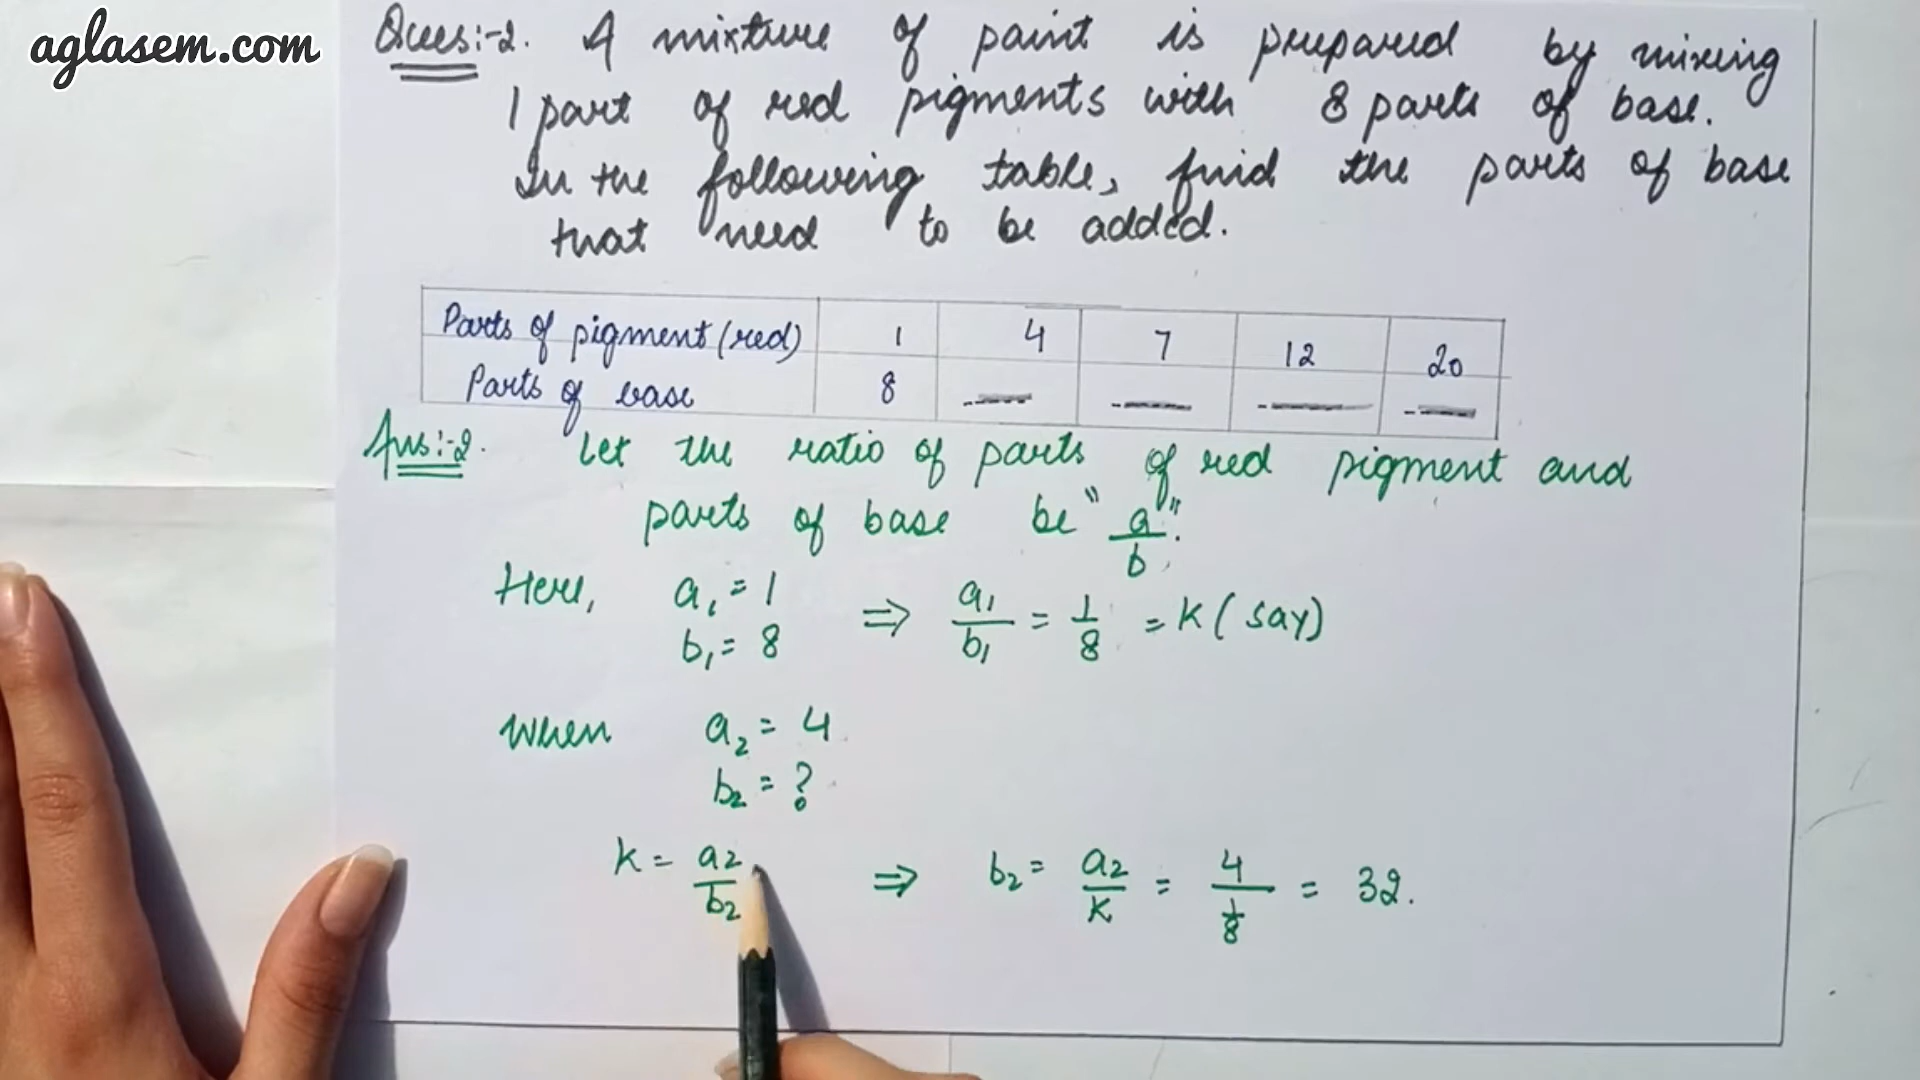 aglasem.com
Ques:-2. A mixture of paint is prepared by mixing
1 part of red pigments with 8 parts of base.
In the following table, find the parts of base
that need to be added.
Parts of pigment (red) 1 4 7 12 20
Parts of base 8 __ __ __ __
Ans:-2. Let the ratio of parts of red pigment and
parts of base be "a/b".
Here, a₁ = 1 ⇒ a₁/b₁ = 1/8 = K (say)
b₁ = 8
When a₂ = 4
b₂ = ?
K = a₂/b₂ ⇒ b₂ = a₂/K = 4/(1/8) = 32.